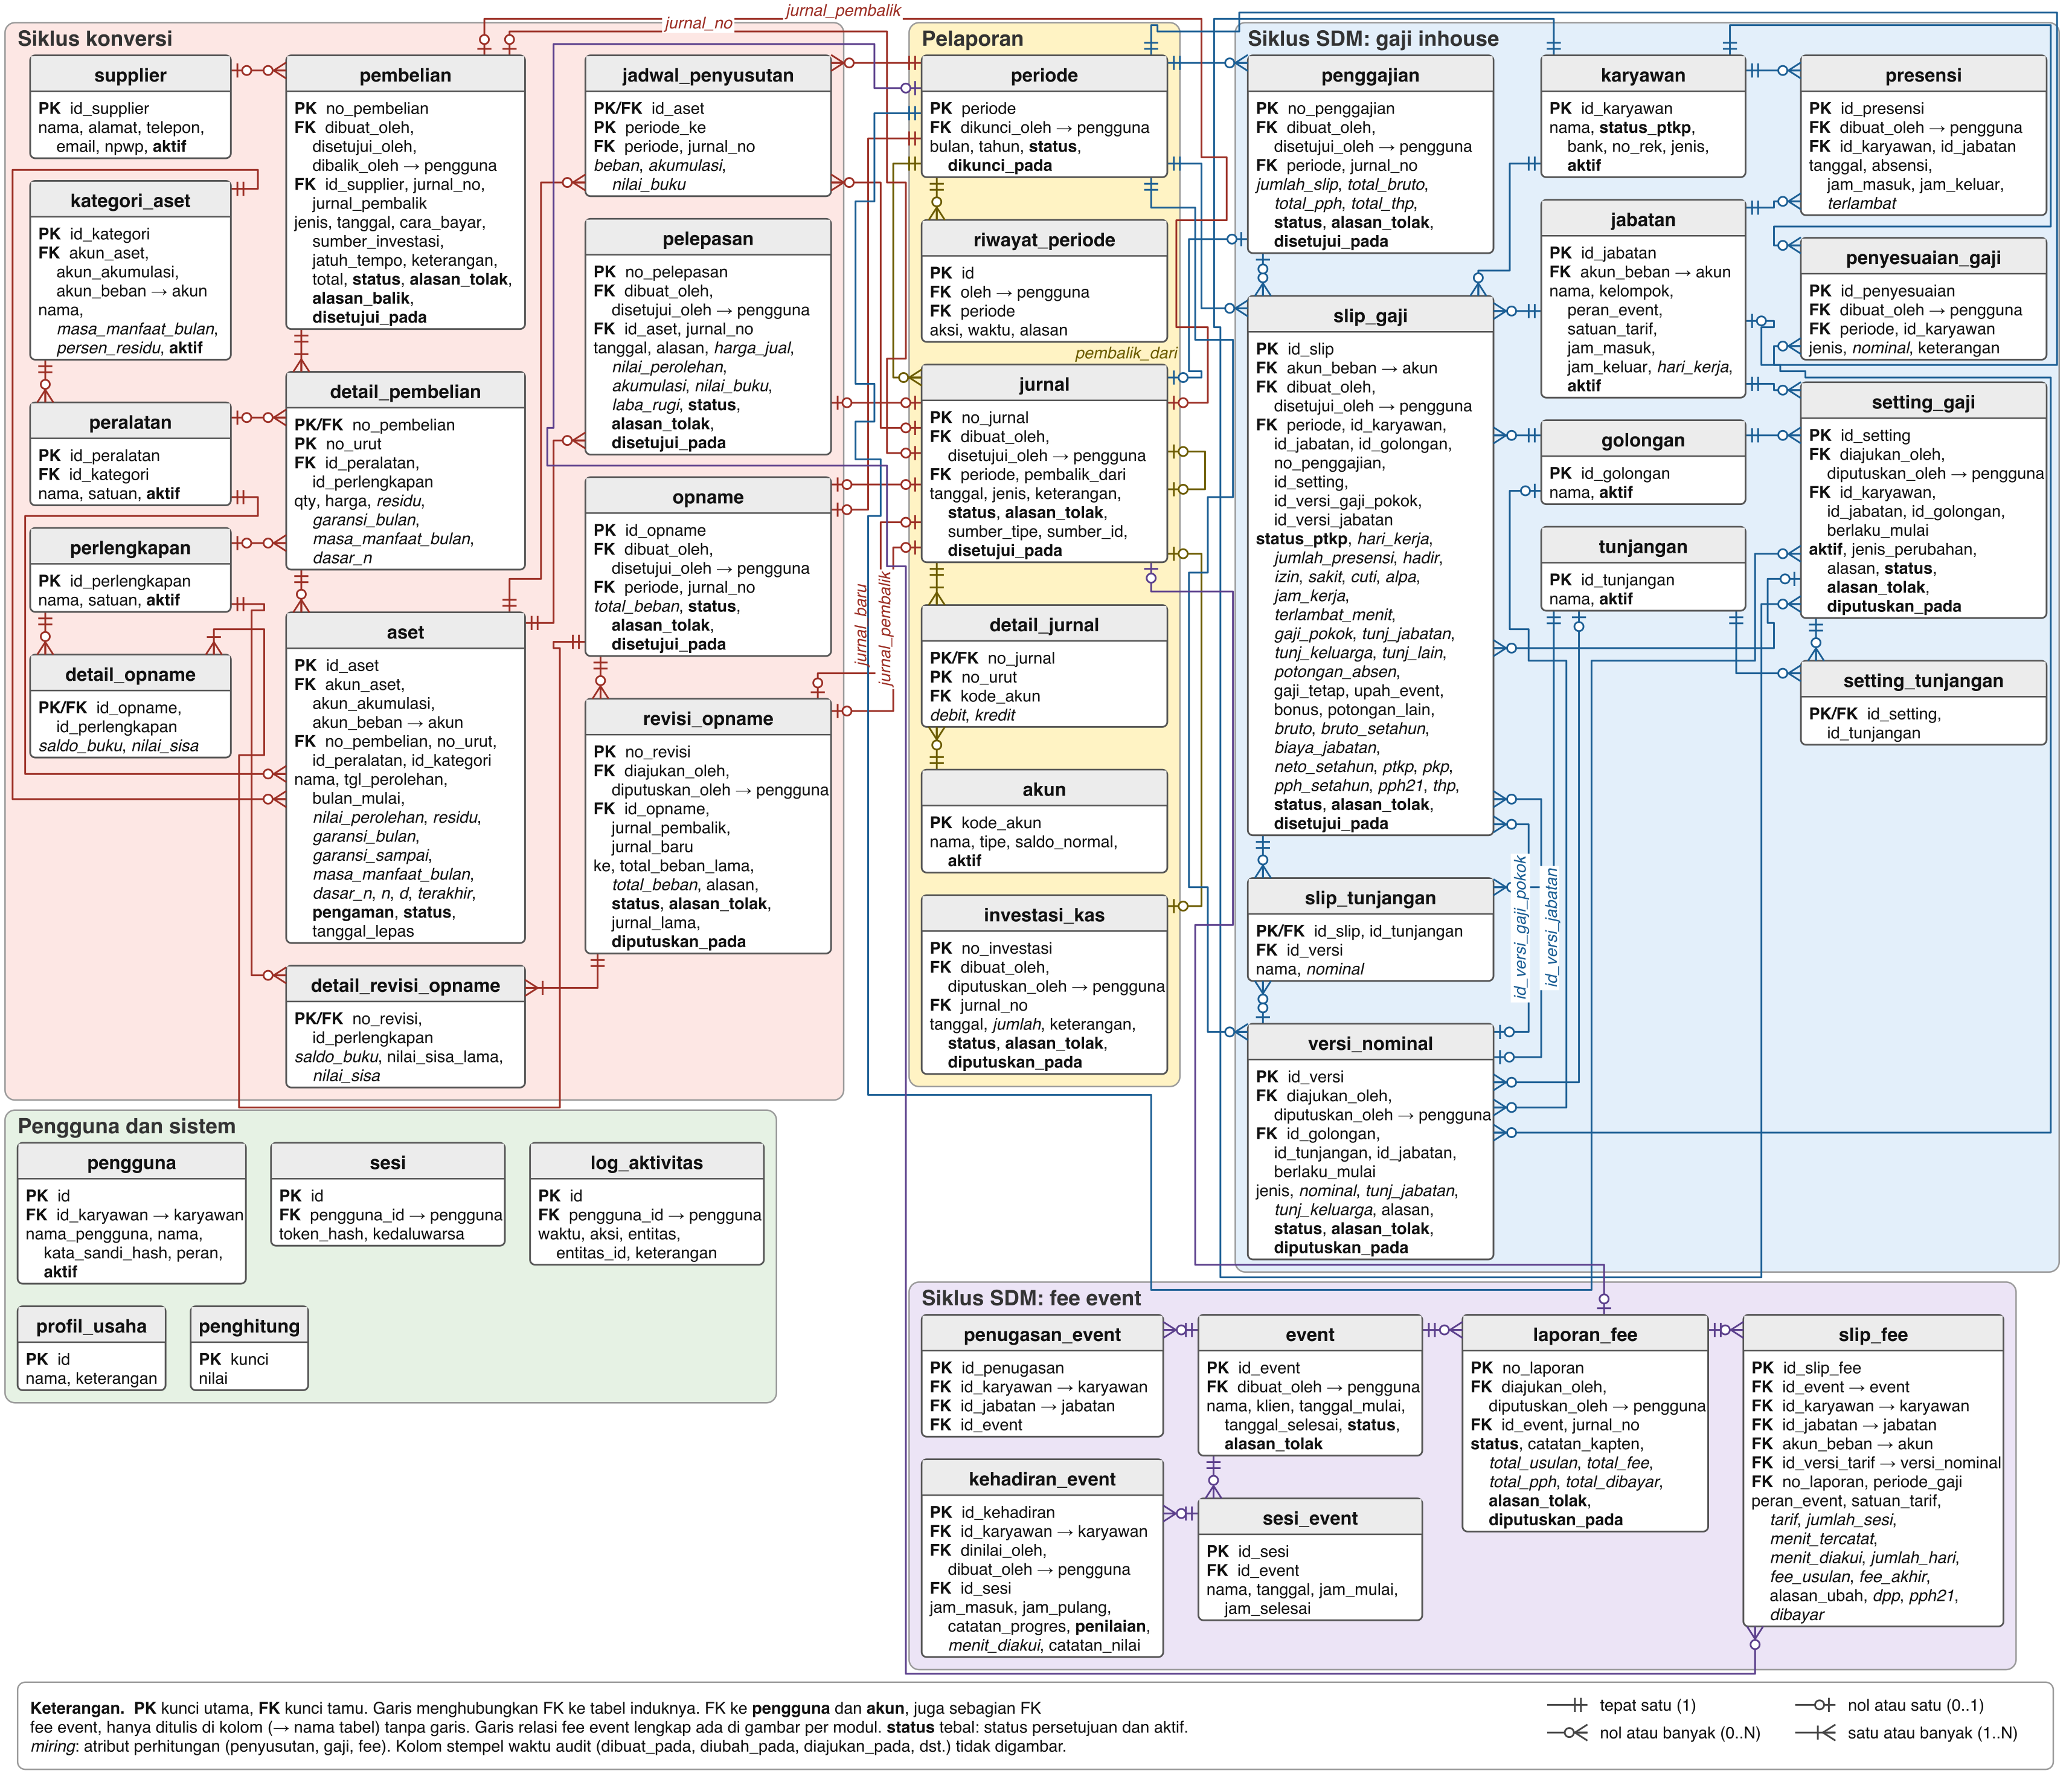 jurnal_pembalik
jurnal_no
Siklus konversi
supplier
PK id_supplier
nama, alamat, telepon,
email, npwp, aktif
kategori_aset
PK id_kategori
FK akun_aset,
akun_akumulasi,
akun_beban → akun
nama,
masa_manfaat_bulan,
persen_residu, aktif
peralatan
PK id_peralatan
FK id_kategori
nama, satuan, aktif
perlengkapan
PK id_perlengkapan
nama, satuan, aktif
detail_opname
PK/FK id_opname,
id_perlengkapan
saldo_buku, nilai_sisa
pembelian
PK no_pembelian
FK dibuat_oleh,
disetujui_oleh,
dibalik_oleh → pengguna
FK id_supplier, jurnal_no,
jurnal_pembalik
jenis, tanggal, cara_bayar,
sumber_investasi,
jatuh_tempo, keterangan,
total, status, alasan_tolak,
alasan_balik,
disetujui_pada
detail_pembelian
PK/FK no_pembelian
PK no_urut
FK id_peralatan,
id_perlengkapan
qty, harga, residu,
garansi_bulan,
masa_manfaat_bulan,
dasar_n
aset
PK id_aset
FK akun_aset,
akun_akumulasi,
akun_beban → akun
FK no_pembelian, no_urut,
id_peralatan, id_kategori
nama, tgl_perolehan,
bulan_mulai,
nilai_perolehan, residu,
garansi_bulan,
garansi_sampai,
masa_manfaat_bulan,
dasar_n, n, d, terakhir,
pengaman, status,
tanggal_lepas
detail_revisi_opname
PK/FK no_revisi,
id_perlengkapan
saldo_buku, nilai_sisa_lama,
nilai_sisa
jadwal_penyusutan
PK/FK id_aset
PK periode_ke
FK periode, jurnal_no
beban, akumulasi,
nilai_buku
pelepasan
PK no_pelepasan
FK dibuat_oleh,
disetujui_oleh → pengguna
FK id_aset, jurnal_no
tanggal, alasan, harga_jual,
nilai_perolehan,
akumulasi, nilai_buku,
laba_rugi, status,
alasan_tolak,
disetujui_pada
opname
PK id_opname
FK dibuat_oleh,
disetujui_oleh → pengguna
FK periode, jurnal_no
total_beban, status,
alasan_tolak,
disetujui_pada
revisi_opname
PK no_revisi
FK diajukan_oleh,
diputuskan_oleh → pengguna
FK id_opname,
jurnal_pembalik,
jurnal_baru
ke, total_beban_lama,
total_beban, alasan,
status, alasan_tolak,
jurnal_lama,
diputuskan_pada
jurnal_baru
jurnal_pembalik
Pelaporan
periode
PK periode
FK dikunci_oleh → pengguna
bulan, tahun, status,
dikunci_pada
riwayat_periode
PK id
FK oleh → pengguna
FK periode
aksi, waktu, alasan
pembalik_dari
jurnal
PK no_jurnal
FK dibuat_oleh,
disetujui_oleh → pengguna
FK periode, pembalik_dari
tanggal, jenis, keterangan,
status, alasan_tolak,
sumber_tipe, sumber_id,
disetujui_pada
detail_jurnal
PK/FK no_jurnal
PK no_urut
FK kode_akun
debit, kredit
akun
PK kode_akun
nama, tipe, saldo_normal,
aktif
investasi_kas
PK no_investasi
FK dibuat_oleh,
diputuskan_oleh → pengguna
FK jurnal_no
tanggal, jumlah, keterangan,
status, alasan_tolak,
diputuskan_pada
Siklus SDM: gaji inhouse
penggajian
PK no_penggajian
FK dibuat_oleh,
disetujui_oleh → pengguna
FK periode, jurnal_no
jumlah_slip, total_bruto,
total_pph, total_thp,
status, alasan_tolak,
disetujui_pada
slip_gaji
PK id_slip
FK akun_beban → akun
FK dibuat_oleh,
disetujui_oleh → pengguna
FK periode, id_karyawan,
id_jabatan, id_golongan,
no_penggajian,
id_setting,
id_versi_gaji_pokok,
id_versi_jabatan
status_ptkp, hari_kerja,
jumlah_presensi, hadir,
izin, sakit, cuti, alpa,
jam_kerja,
terlambat_menit,
gaji_pokok, tunj_jabatan,
tunj_keluarga, tunj_lain,
potongan_absen,
gaji_tetap, upah_event,
bonus, potongan_lain,
bruto, bruto_setahun,
biaya_jabatan,
neto_setahun, ptkp, pkp,
pph_setahun, pph21, thp,
status, alasan_tolak,
disetujui_pada
slip_tunjangan
PK/FK id_slip, id_tunjangan
FK id_versi
nama, nominal
versi_nominal
PK id_versi
FK diajukan_oleh,
diputuskan_oleh → pengguna
FK id_golongan,
id_tunjangan, id_jabatan,
berlaku_mulai
jenis, nominal, tunj_jabatan,
tunj_keluarga, alasan,
status, alasan_tolak,
diputuskan_pada
id_versi_gaji_pokok
id_versi_jabatan
karyawan
PK id_karyawan
nama, status_ptkp,
bank, no_rek, jenis,
aktif
jabatan
PK id_jabatan
FK akun_beban → akun
nama, kelompok,
peran_event,
satuan_tarif,
jam_masuk,
jam_keluar, hari_kerja,
aktif
golongan
PK id_golongan
nama, aktif
tunjangan
PK id_tunjangan
nama, aktif
presensi
PK id_presensi
FK dibuat_oleh → pengguna
FK id_karyawan, id_jabatan
tanggal, absensi,
jam_masuk, jam_keluar,
terlambat
penyesuaian_gaji
PK id_penyesuaian
FK dibuat_oleh → pengguna
FK periode, id_karyawan
jenis, nominal, keterangan
setting_gaji
PK id_setting
FK diajukan_oleh,
diputuskan_oleh → pengguna
FK id_karyawan,
id_jabatan, id_golongan,
berlaku_mulai
aktif, jenis_perubahan,
alasan, status,
alasan_tolak,
diputuskan_pada
setting_tunjangan
PK/FK id_setting,
id_tunjangan
Pengguna dan sistem
pengguna
PK id
FK id_karyawan → karyawan
nama_pengguna, nama,
kata_sandi_hash, peran,
aktif
sesi
PK id
FK pengguna_id → pengguna
token_hash, kedaluwarsa
log_aktivitas
PK id
FK pengguna_id → pengguna
waktu, aksi, entitas,
entitas_id, keterangan
profil_usaha
PK id
nama, keterangan
penghitung
PK kunci
nilai
Siklus SDM: fee event
penugasan_event
PK id_penugasan
FK id_karyawan → karyawan
FK id_jabatan → jabatan
FK id_event
kehadiran_event
PK id_kehadiran
FK id_karyawan → karyawan
FK dinilai_oleh,
dibuat_oleh → pengguna
FK id_sesi
jam_masuk, jam_pulang,
catatan_progres, penilaian,
menit_diakui, catatan_nilai
event
PK id_event
FK dibuat_oleh → pengguna
nama, klien, tanggal_mulai,
tanggal_selesai, status,
alasan_tolak
sesi_event
PK id_sesi
FK id_event
nama, tanggal, jam_mulai,
jam_selesai
laporan_fee
PK no_laporan
FK diajukan_oleh,
diputuskan_oleh → pengguna
FK id_event, jurnal_no
status, catatan_kapten,
total_usulan, total_fee,
total_pph, total_dibayar,
alasan_tolak,
diputuskan_pada
slip_fee
PK id_slip_fee
FK id_event → event
FK id_karyawan → karyawan
FK id_jabatan → jabatan
FK akun_beban → akun
FK id_versi_tarif → versi_nominal
FK no_laporan, periode_gaji
peran_event, satuan_tarif,
tarif, jumlah_sesi,
menit_tercatat,
menit_diakui, jumlah_hari,
fee_usulan, fee_akhir,
alasan_ubah, dpp, pph21,
dibayar
Keterangan. PK kunci utama, FK kunci tamu. Garis menghubungkan FK ke tabel induknya. FK ke pengguna dan akun, juga sebagian FK
fee event, hanya ditulis di kolom (→ nama tabel) tanpa garis. Garis relasi fee event lengkap ada di gambar per modul. status tebal: status persetujuan dan aktif.
miring: atribut perhitungan (penyusutan, gaji, fee). Kolom stempel waktu audit (dibuat_pada, diubah_pada, diajukan_pada, dst.) tidak digambar.
tepat satu (1)
nol atau satu (0..1)
nol atau banyak (0..N)
satu atau banyak (1..N)